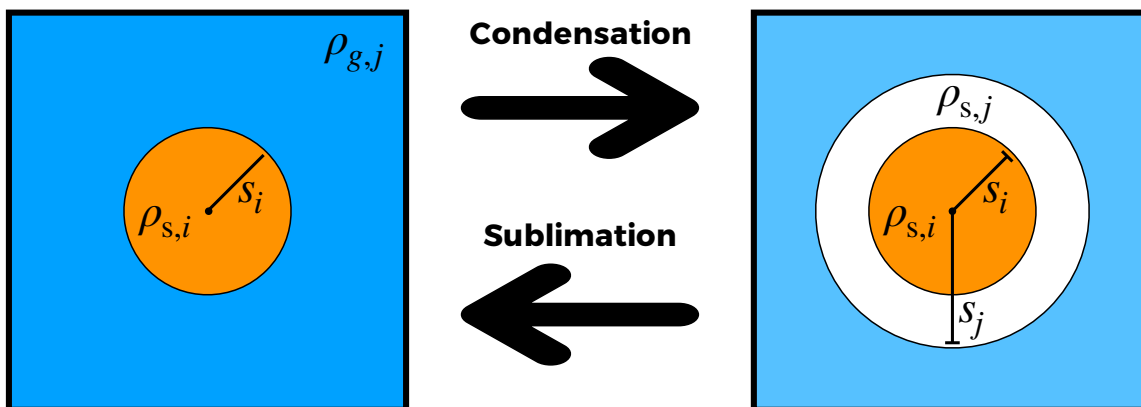 ρg,j
Condensation
ρs,j
si
ρs,i
si
ρs,i
Sublimation
sj